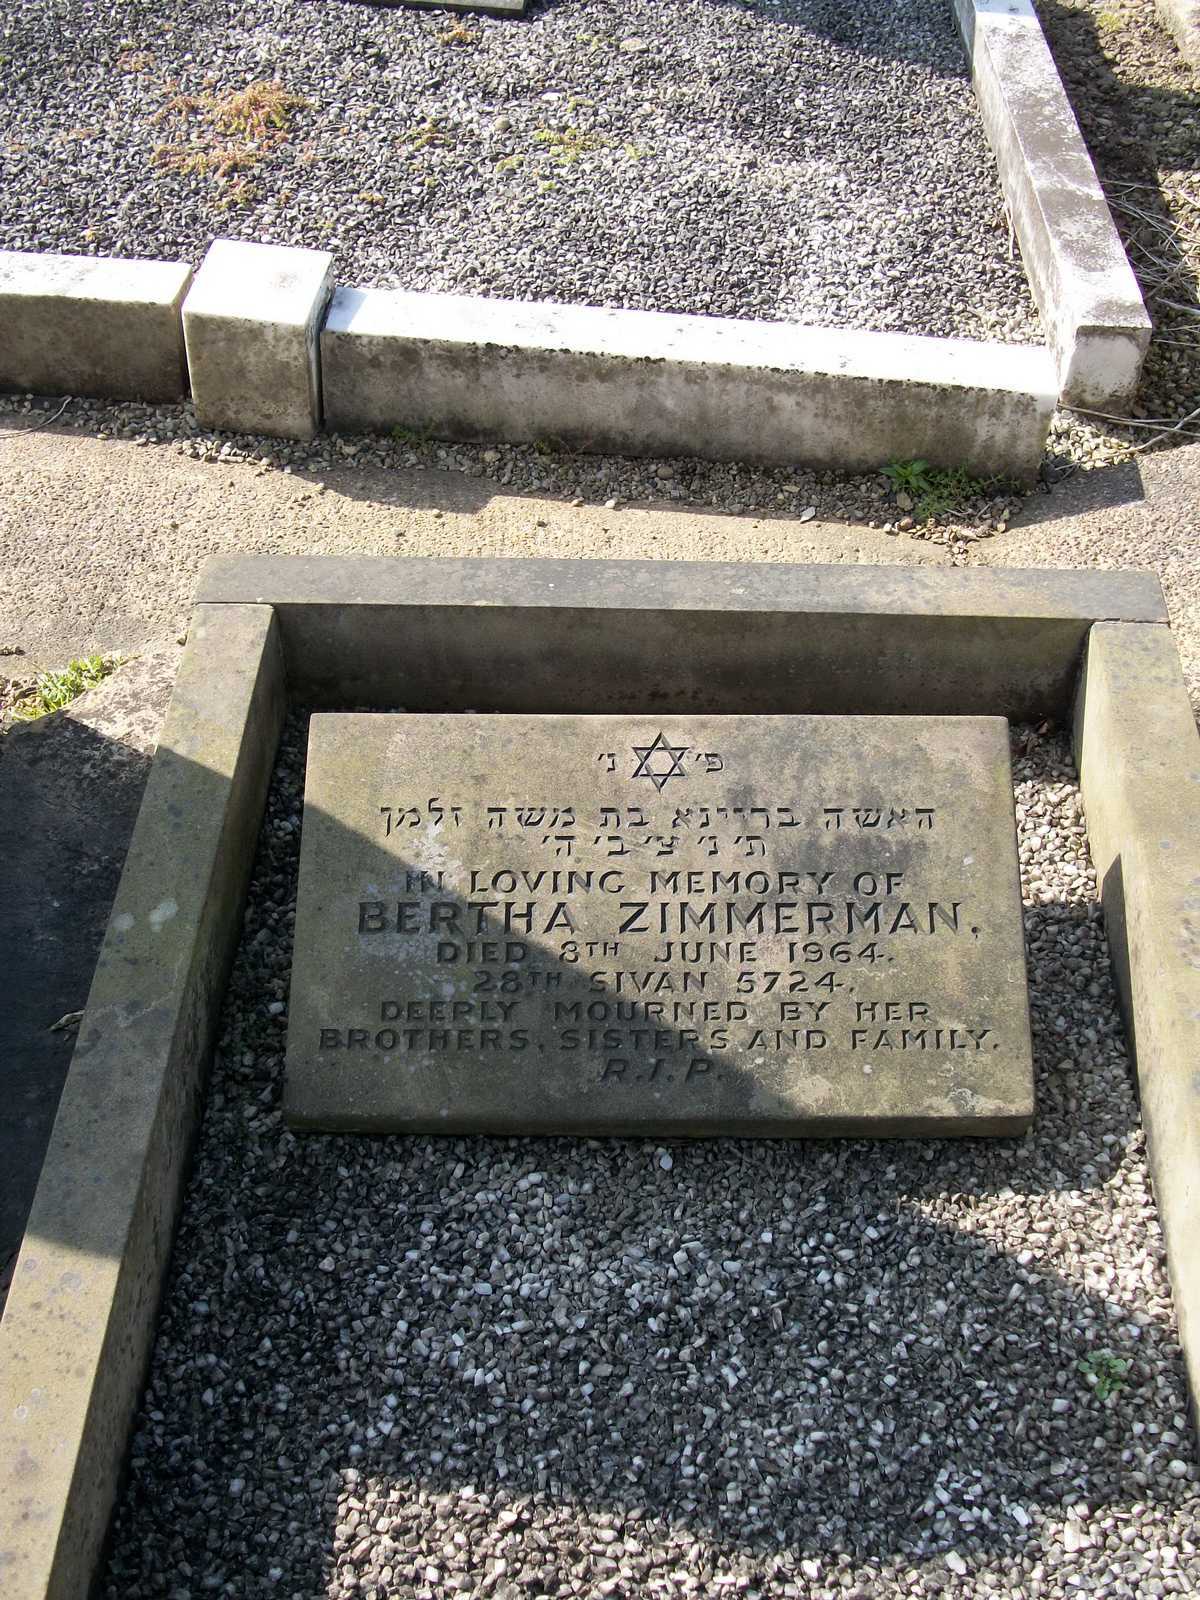 פ׳ נ׳
האשה בריינא בת משה זלמן
ת׳ נ׳ צ׳ ב׳ ה׳
IN LOVING MEMORY OF
BERTHA ZIMMERMAN,
DIED 8TH JUNE 1964.
28TH SIVAN 5724.
DEEPLY MOURNED BY HER
BROTHERS, SISTERS AND FAMILY.
R.I.P.